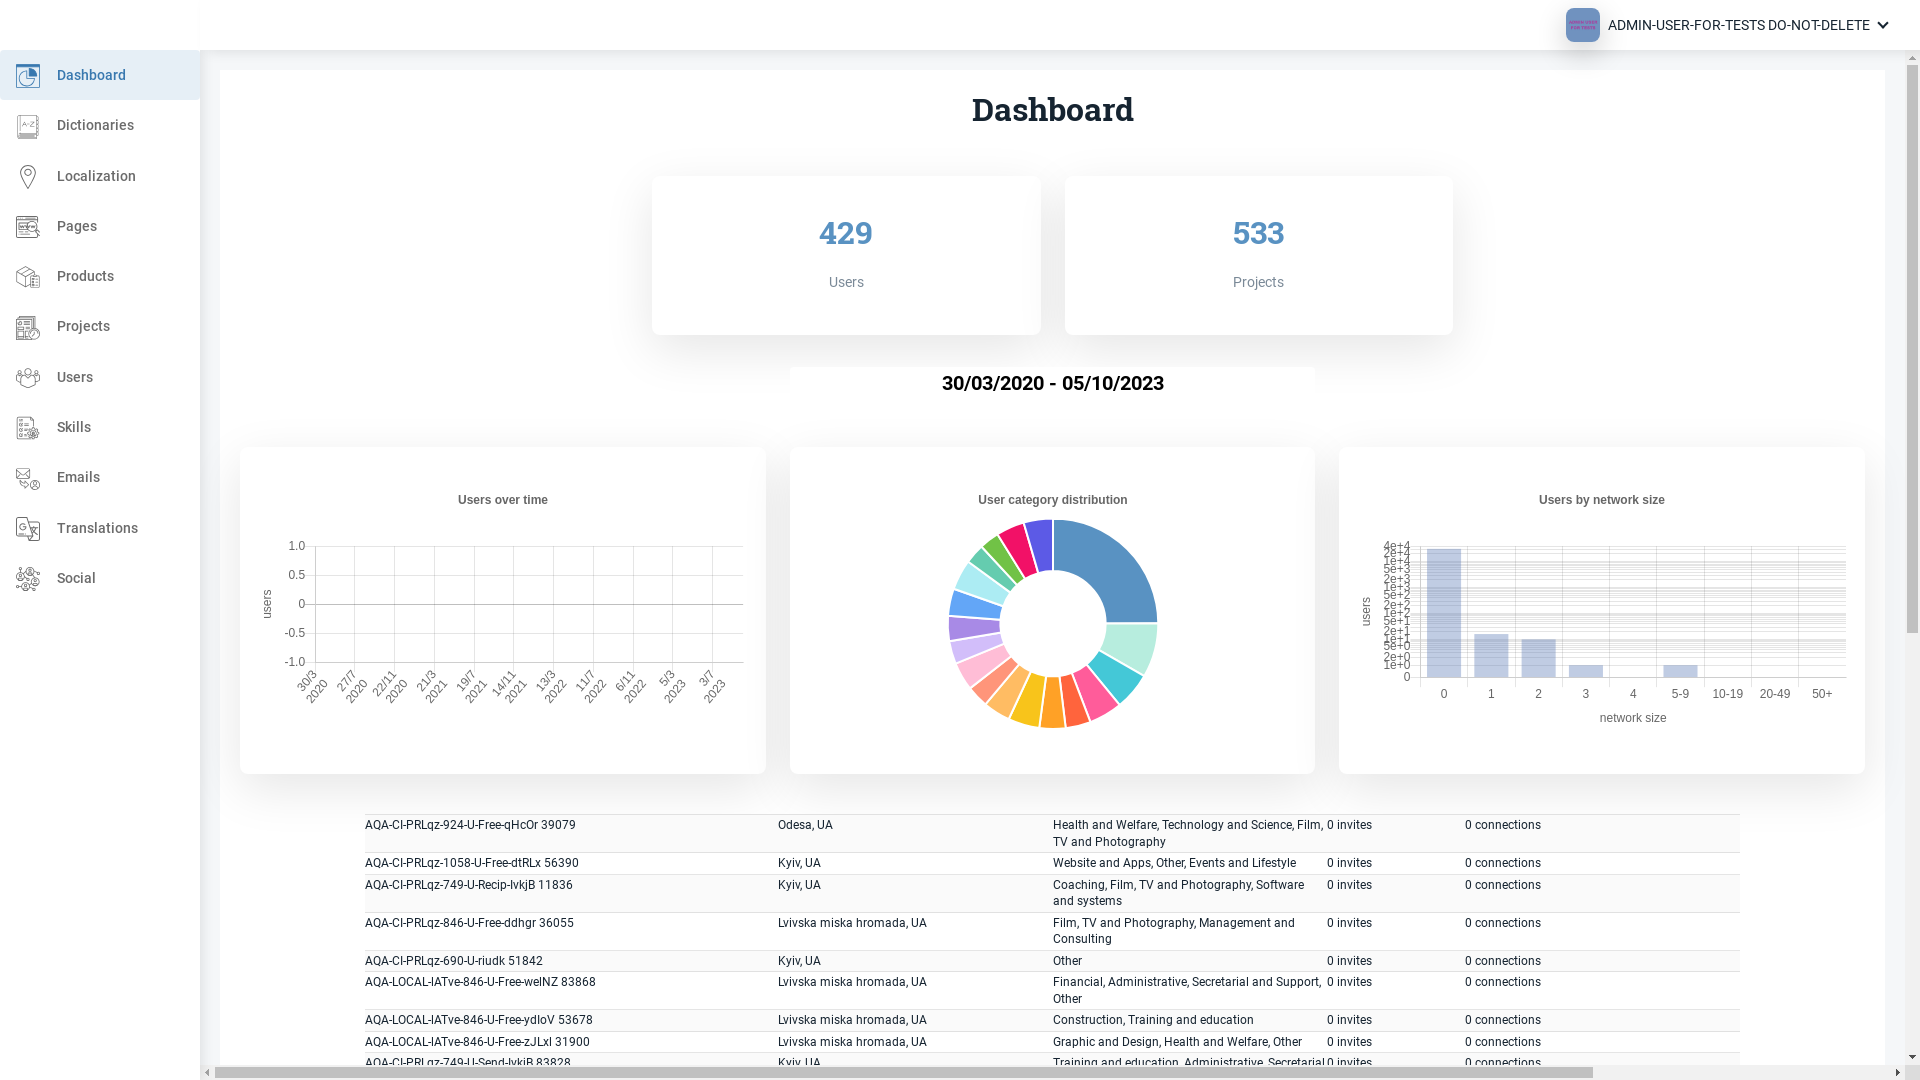 ADMIN-USER-FOR-TESTS DO-NOT-DELETE
Dashboard
Dictionaries
Localization
Pages
Products
Projects
Users
Skills
Emails
Translations
Social
Dashboard
429
Users
533
Projects
30/03/2020 - 05/10/2023
Users over time
users
1.0
0.5
0
-0.5
-1.0
30/3 2020
27/7 2020
22/11 2020
21/3 2021
19/7 2021
14/11 2021
13/3 2022
11/7 2022
6/11 2022
5/3 2023
3/7 2023
User category distribution
Users by network size
users
4e+4
2e+4
1e+4
5e+3
2e+3
1e+3
5e+2
2e+2
1e+2
5e+1
2e+1
1e+1
5e+0
2e+0
1e+0
0
0 1 2 3 4 5-9 10-19 20-49 50+
network size
AQA-CI-PRLqz-924-U-Free-qHcOr 39079 Odesa, UA Health and Welfare, Technology and Science, Film, 0 invites 0 connections
TV and Photography
AQA-CI-PRLqz-1058-U-Free-dtRLx 56390 Kyiv, UA Website and Apps, Other, Events and Lifestyle 0 invites 0 connections
AQA-CI-PRLqz-749-U-Recip-IvkjB 11836 Kyiv, UA Coaching, Film, TV and Photography, Software 0 invites 0 connections
and systems
AQA-CI-PRLqz-846-U-Free-ddhgr 36055 Lvivska miska hromada, UA Film, TV and Photography, Management and 0 invites 0 connections
Consulting
AQA-CI-PRLqz-690-U-riudk 51842 Kyiv, UA Other 0 invites 0 connections
AQA-LOCAL-IATve-846-U-Free-weINZ 83868 Lvivska miska hromada, UA Financial, Administrative, Secretarial and Support, 0 invites 0 connections
Other
AQA-LOCAL-IATve-846-U-Free-ydIoV 53678 Lvivska miska hromada, UA Construction, Training and education 0 invites 0 connections
AQA-LOCAL-IATve-846-U-Free-zJLxl 31900 Lvivska miska hromada, UA Graphic and Design, Health and Welfare, Other 0 invites 0 connections
AQA-CI-PRLqz-749-U-Send-IvkjB 83828 Kyiv, UA Training and education, Administrative, Secretarial 0 invites 0 connections